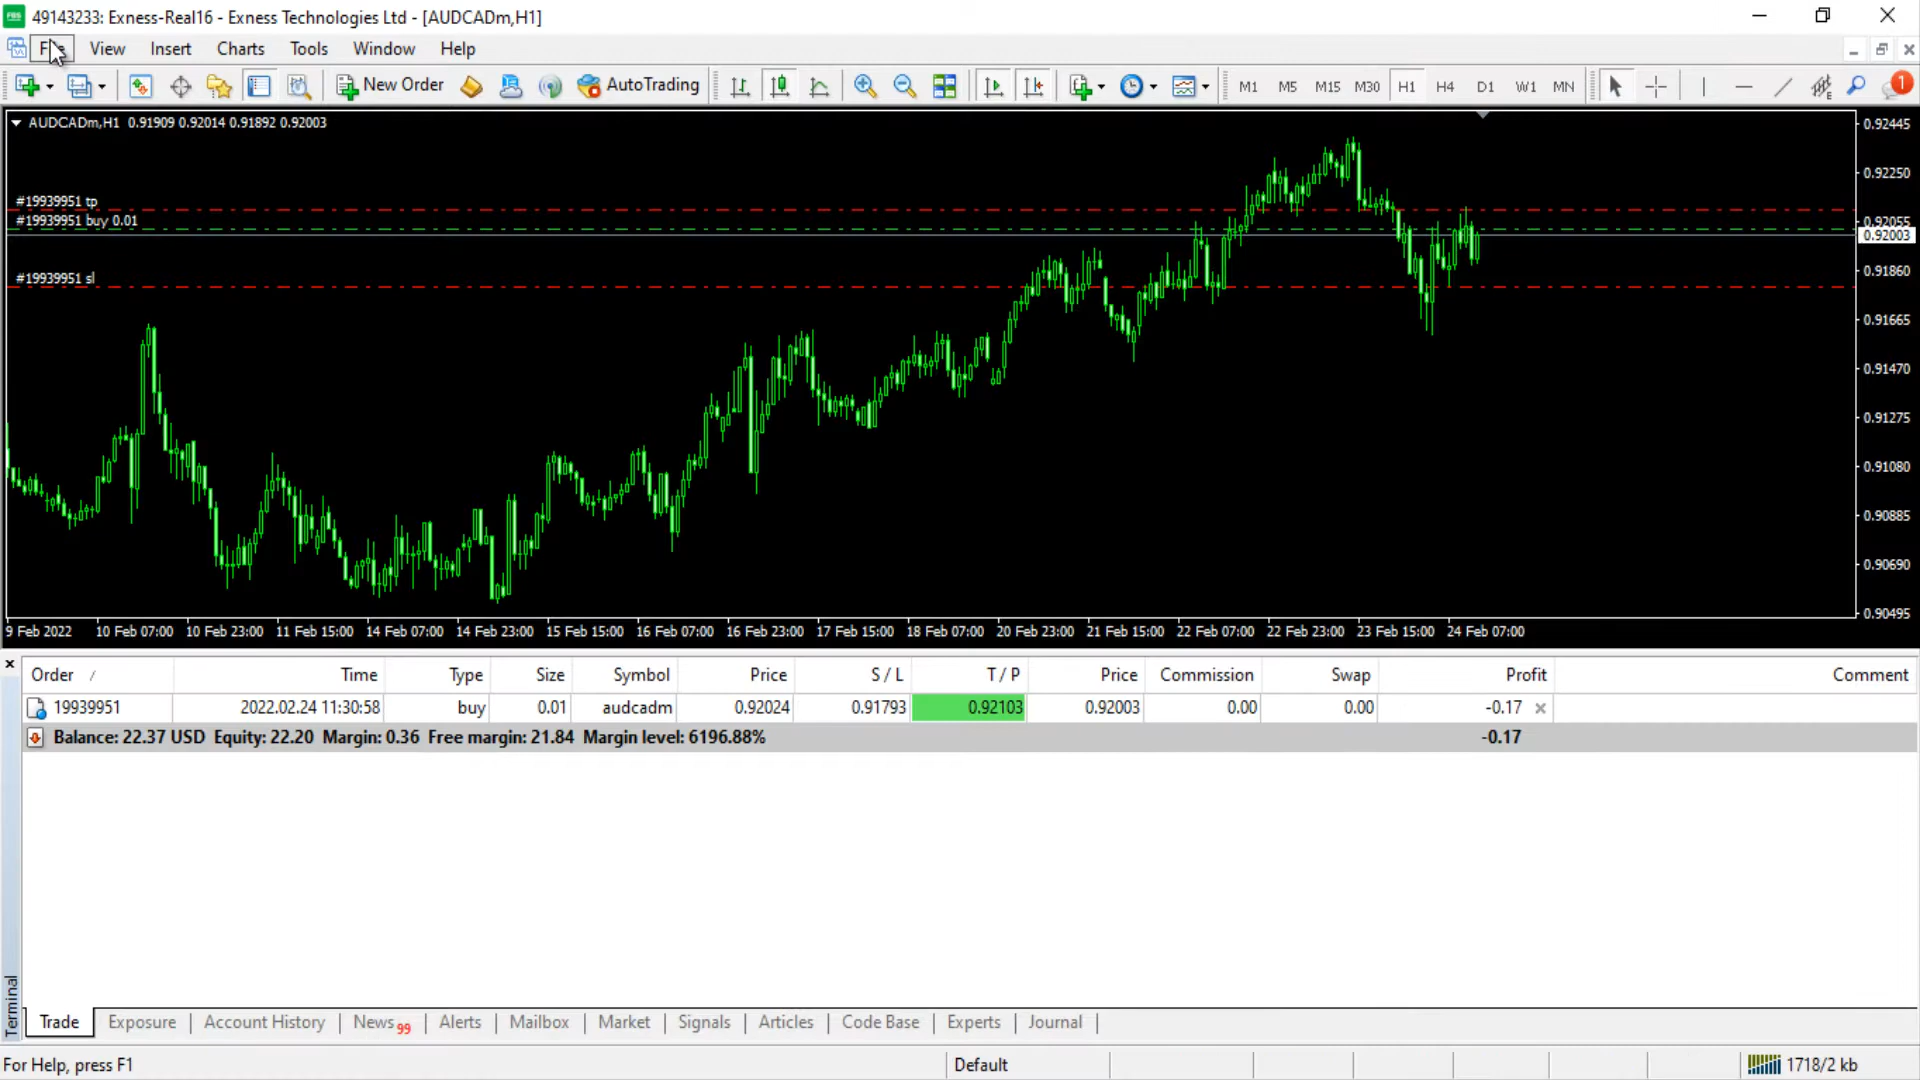 FBS 49143233: Exness-Real16 - Exness Technologies Ltd - [AUDCADm,H1]
View Insert Charts Tools Window Help
New Order AutoTrading M1 M5 M15 M30 H1 H4 D1 W1 MN 1
AUDCADm,H1 0.91909 0.92014 0.91892 0.92003
0.92445
0.92250
#19939951 tp
#19939951 buy 0.01
0.92055
0.92003
0.91860
#19939951 sl
0.91665
0.91470
0.91275
0.91080
0.90885
0.90690
0.90495
9 Feb 2022 10 Feb 07:00 10 Feb 23:00 11 Feb 15:00 14 Feb 07:00 14 Feb 23:00 15 Feb 15:00 16 Feb 07:00 16 Feb 23:00 17 Feb 15:00 18 Feb 07:00 20 Feb 23:00 21 Feb 15:00 22 Feb 07:00 22 Feb 23:00 23 Feb 15:00 24 Feb 07:00
Order / Time Type Size Symbol Price S / L T / P Price Commission Swap Profit Comment
19939951 2022.02.24 11:30:58 buy 0.01 audcadm 0.92024 0.91793 0.92103 0.92003 0.00 0.00 -0.17
Balance: 22.37 USD Equity: 22.20 Margin: 0.36 Free margin: 21.84 Margin level: 6196.88% -0.17
Terminal
Trade Exposure Account History News 99 Alerts Mailbox Market Signals Articles Code Base Experts Journal
For Help, press F1 Default 1718/2 kb